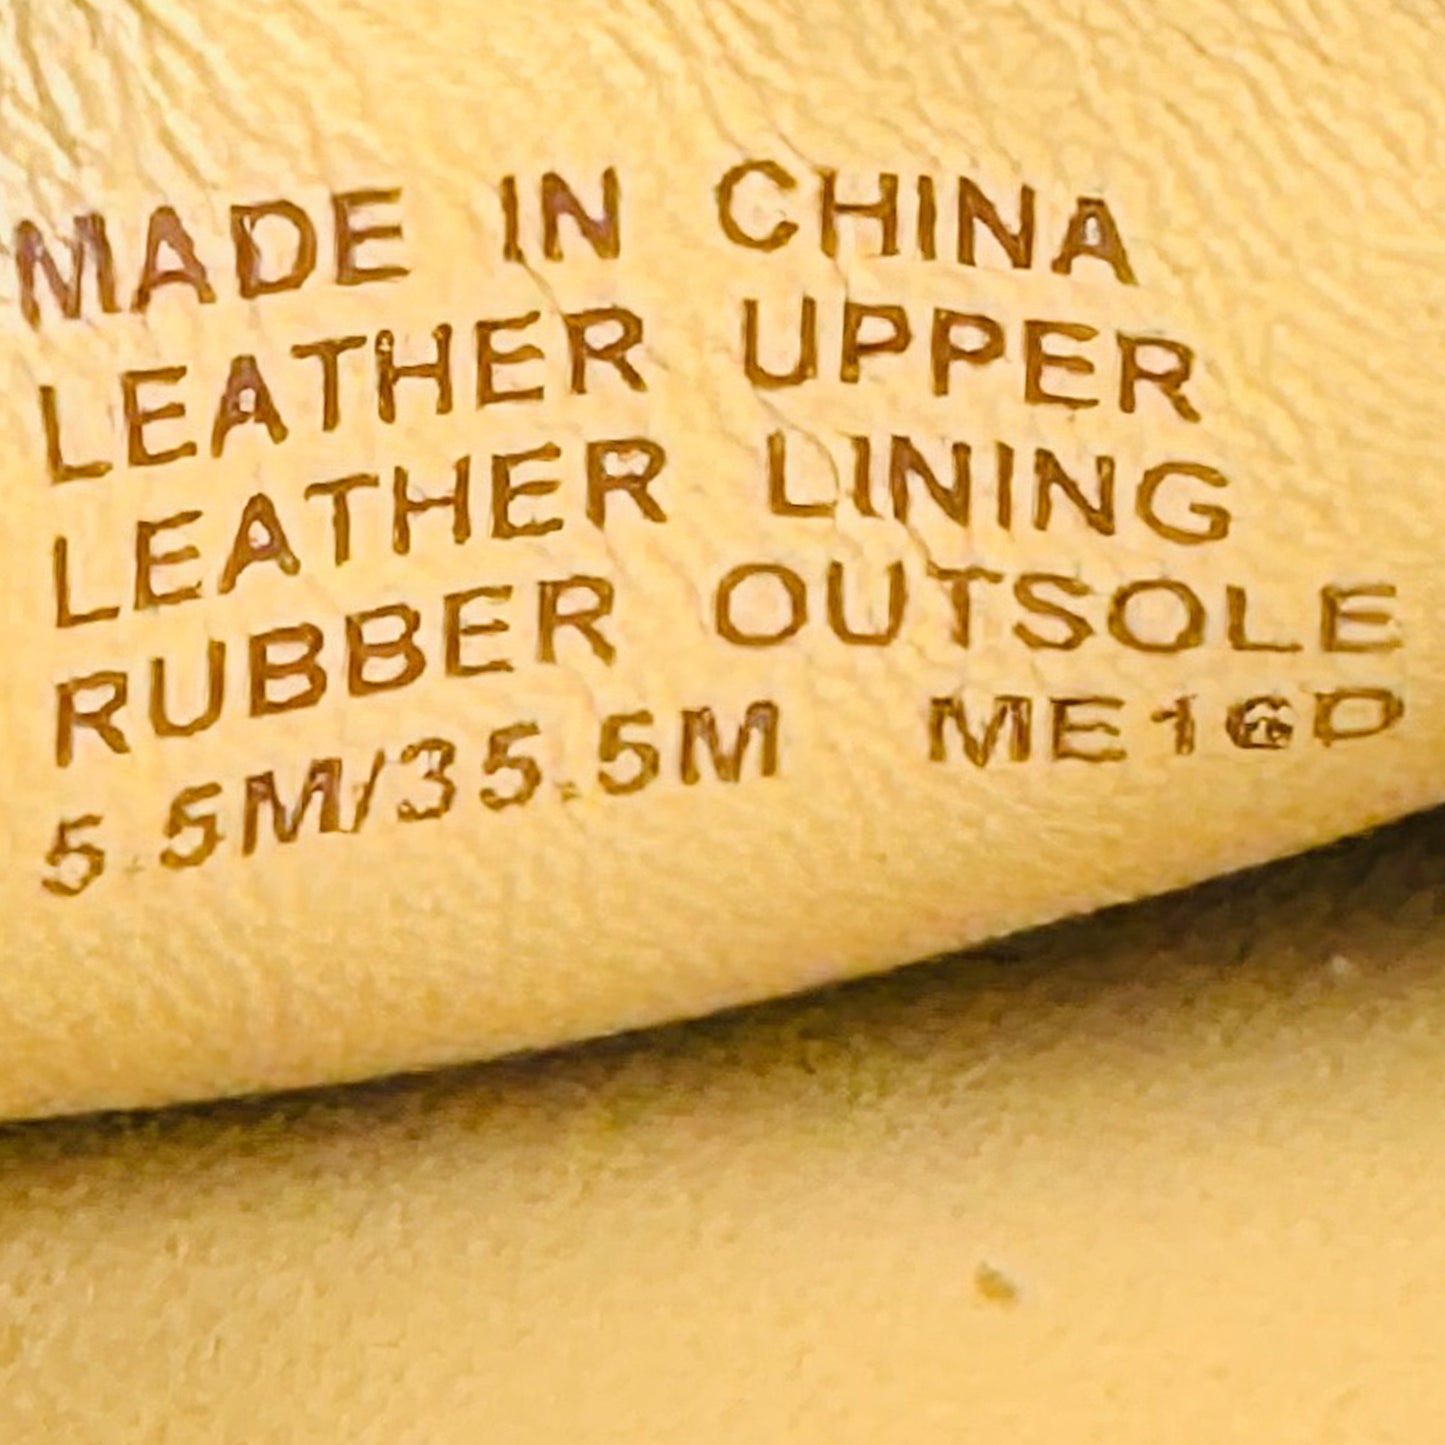 MADE IN CHINA
LEATHER UPPER
LEATHER LINING
RUBBER OUTSOLE
5.5M/35.5M ME16D